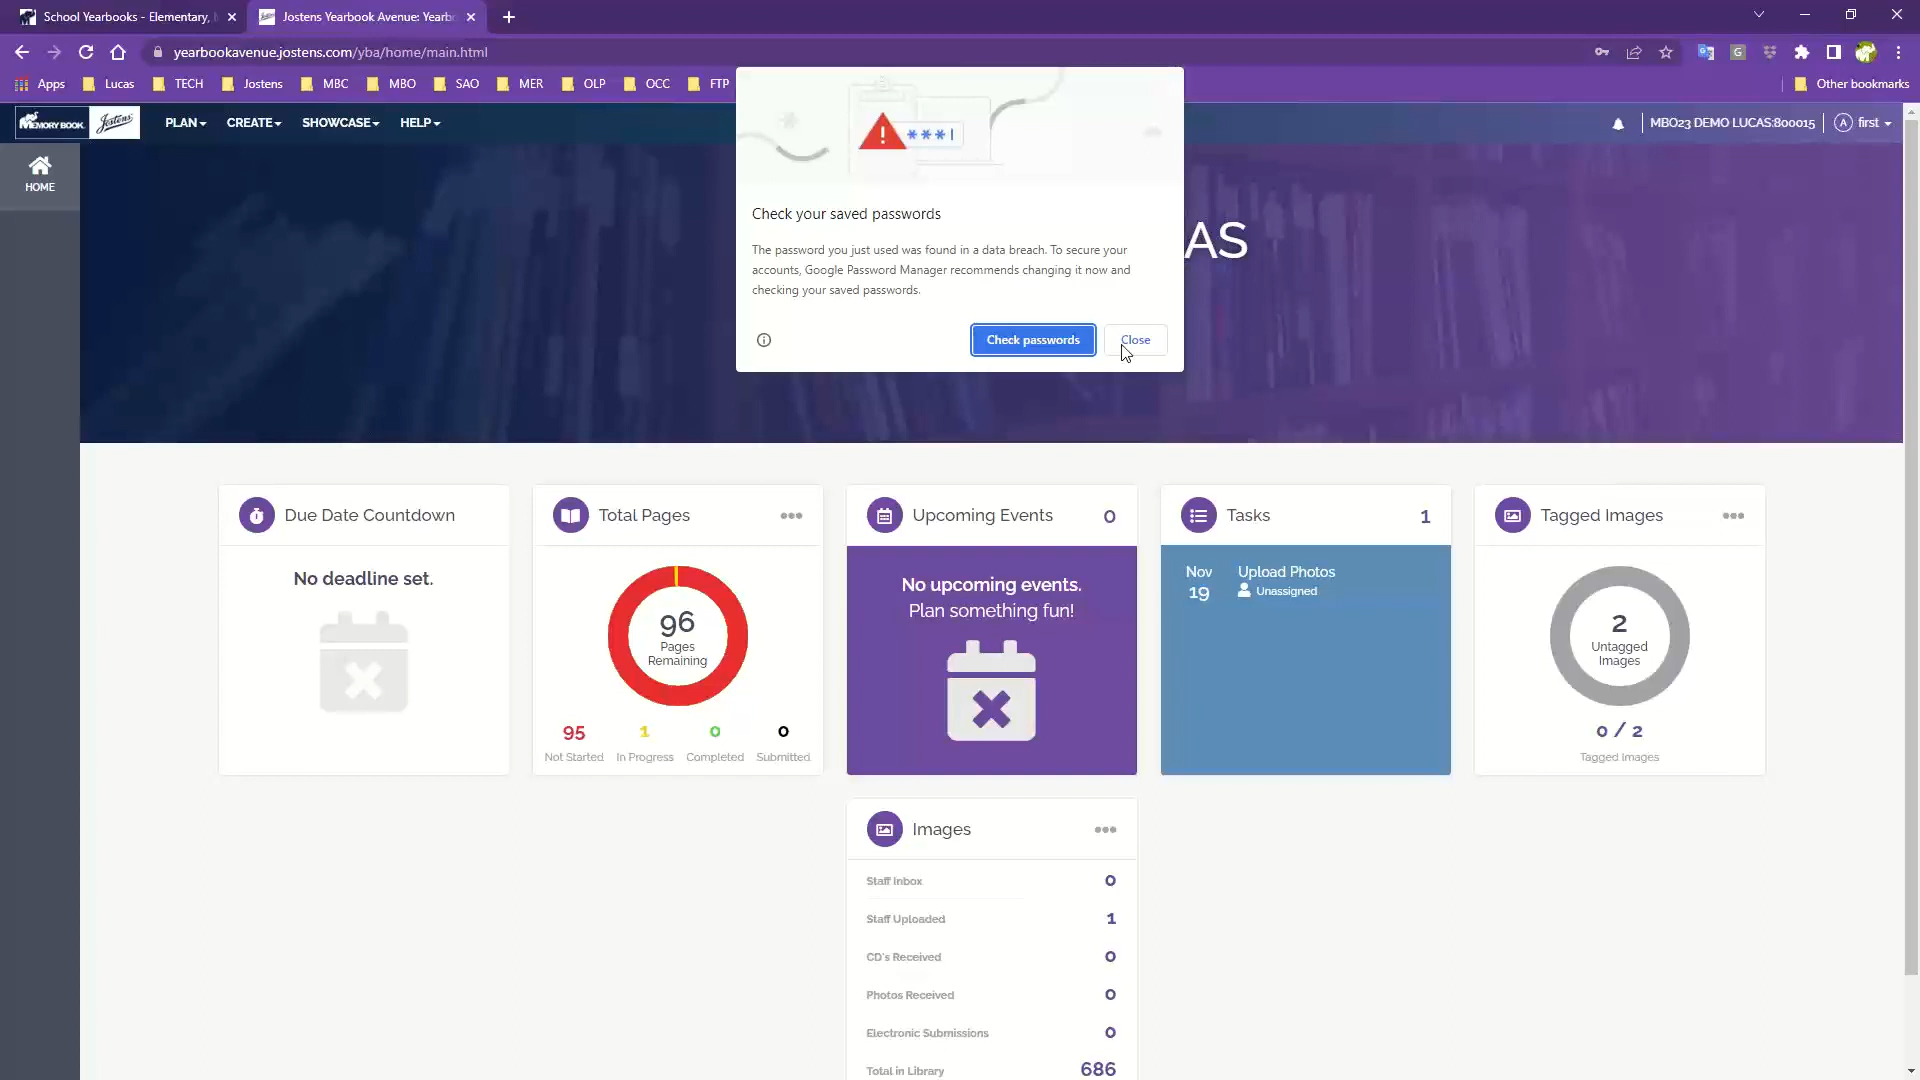 School Yearbooks - Elementary,
Jostens Yearbook Avenue: Yearb
yearbookavenue.jostens.com/yba/home/main.html
Apps Lucas TECH Jostens MBC MBO SAO MER OLP OCC FTP Other bookmarks
MEMORY BOOK. Jostens PLAN CREATE SHOWCASE HELP MBO23 DEMO LUCAS:800015 A first
HOME
AS
***|
Check your saved passwords
The password you just used was found in a data breach. To secure your
accounts, Google Password Manager recommends changing it now and
checking your saved passwords.
Check passwords Close
Due Date Countdown
No deadline set.
Total Pages
96
Pages
Remaining
95 1 0 0
Not Started In Progress Completed Submitted
Upcoming Events 0
No upcoming events.
Plan something fun!
Tasks 1
Nov Upload Photos
19 Unassigned
Tagged Images
2
Untagged
Images
0 / 2
Tagged Images
Images
Staff Inbox 0
Staff Uploaded 1
CD's Received 0
Photos Received 0
Electronic Submissions 0
Total in Library 686